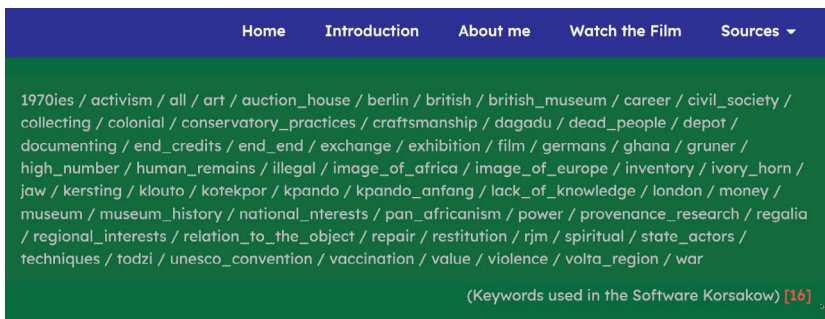 Home Introduction About me Watch the Film Sources
1970ies / activism / all / art / auction_house / berlin / british / british_museum / career / civil_society /
collecting / colonial / conservatory_practices / craftsmanship / dagadu / dead_people / depot /
documenting / end_credits / end_end / exchange / exhibition / film / germans / ghana / gruner /
high_number / human_remains / illegal / image_of_africa / image_of_europe / inventory / ivory_horn /
jaw / kersting / klouto / kotekpor / kpando / kpando_anfang / lack_of_knowledge / london / money /
museum / museum_history / national_nterests / pan_africanism / power / provenance_research / regalia
/ regional_interests / relation_to_the_object / repair / restitution / rjm / spiritual / state_actors /
techniques / todzi / unesco_convention / vaccination / value / violence / volta_region / war
(Keywords used in the Software Korsakow) [16]